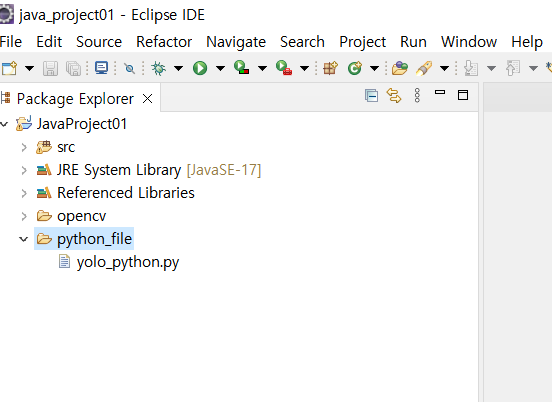 java_project01 - Eclipse IDE
File Edit Source Refactor Navigate Search Project Run Window Help
Package Explorer
JavaProject01
src
JRE System Library [JavaSE-17]
Referenced Libraries
opencv
python_file
yolo_python.py